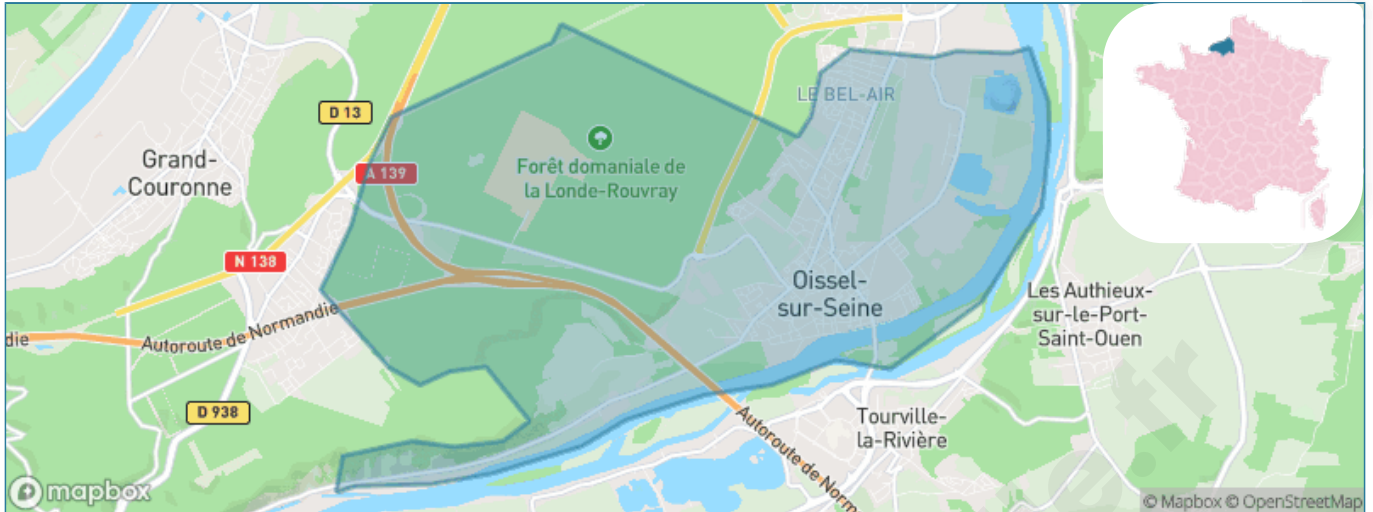 LE BEL-AIR
D 13
Grand-
Couronne
A 139
Forêt domaniale de
la Londe-Rouvray
N 138
Oissel-
sur-Seine
Les Authieux-
sur-le-Port-
Saint-Ouen
die
Autoroute de Normandie
D 938
Tourville-
la-Rivière
Autoroute de Norm
mapbox
© Mapbox © OpenStreetMap